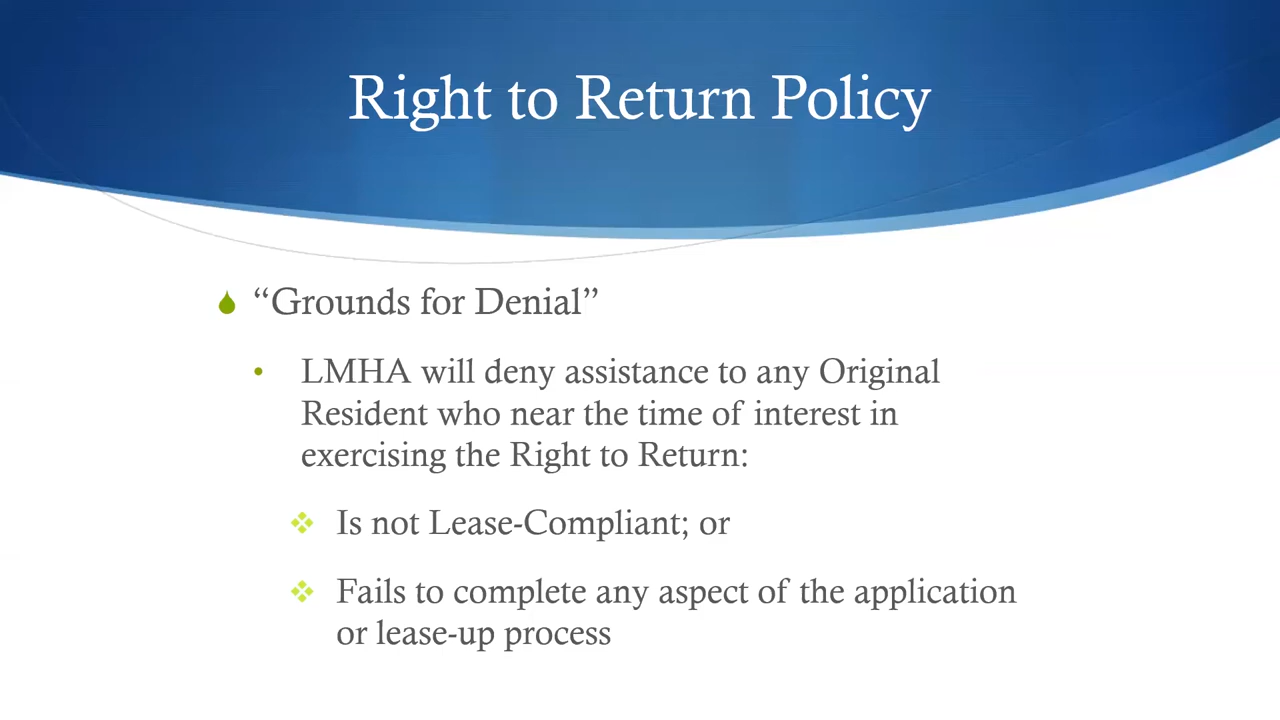 Right to Return Policy
“Grounds for Denial”
LMHA will deny assistance to any Original
Resident who near the time of interest in
exercising the Right to Return:
Is not Lease-Compliant; or
Fails to complete any aspect of the application
or lease-up process